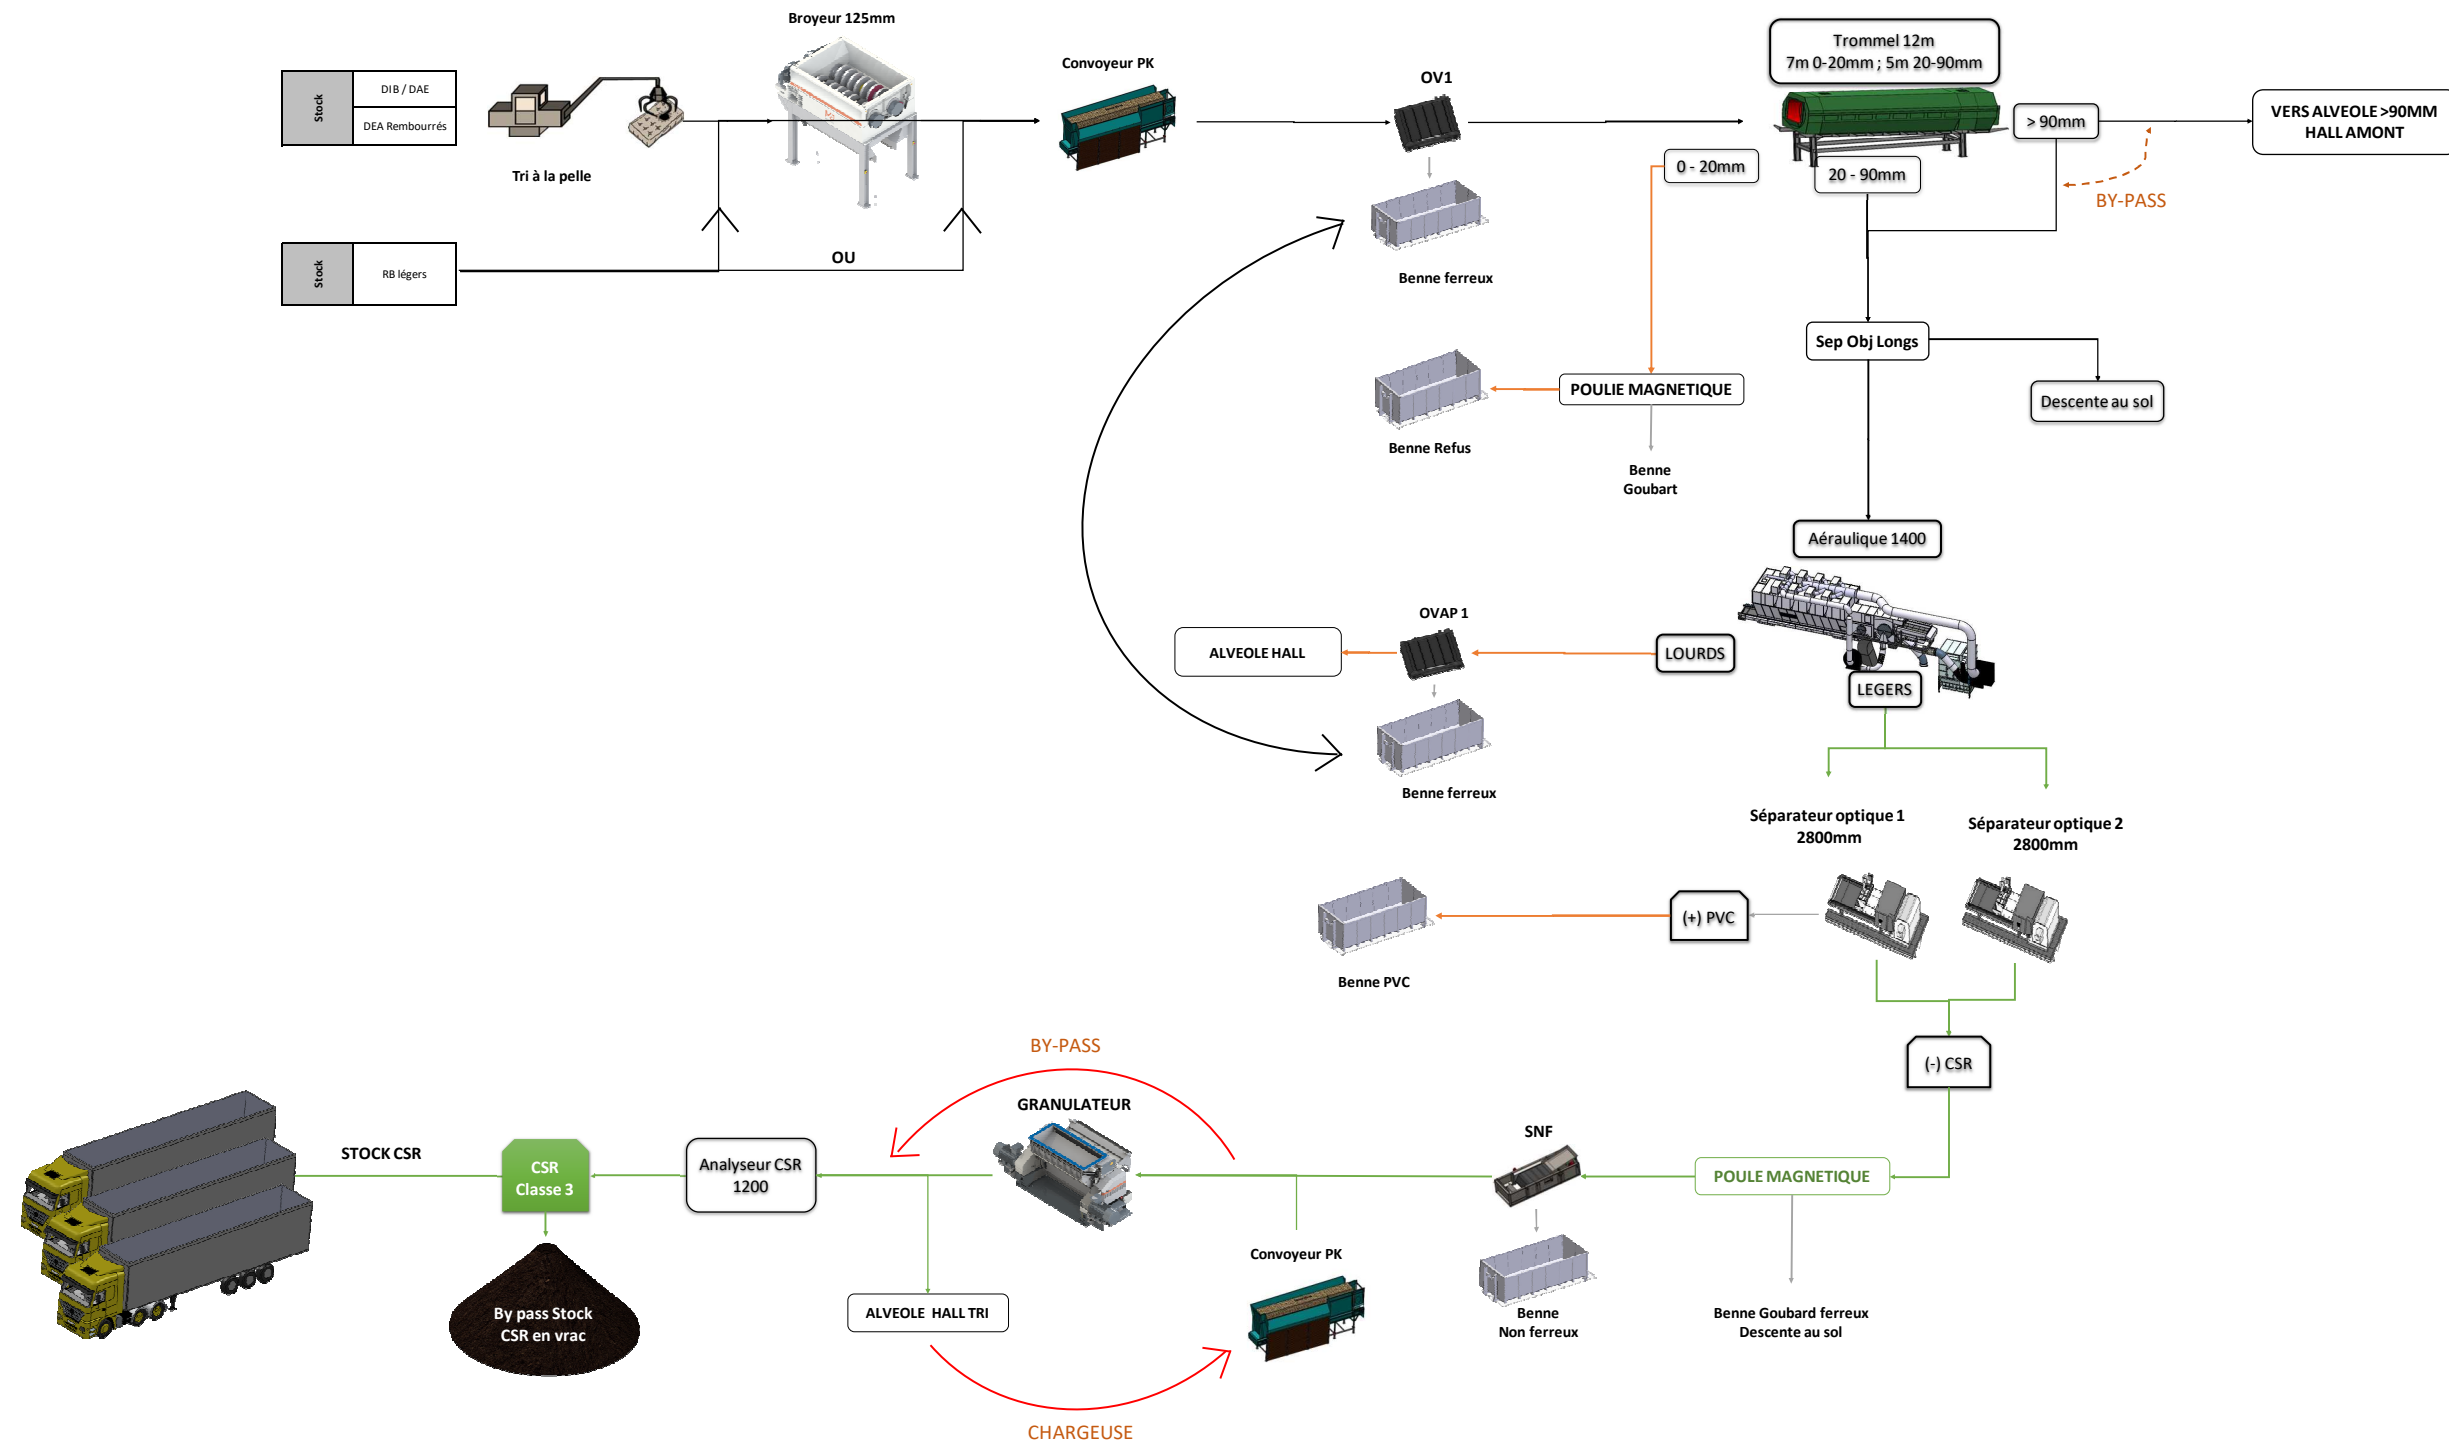 Broyeur 125mm
Stock
DIB / DAE
DEA Rembourrés
Tri à la pelle
Convoyeur PK
OV1
Trommel 12m
7m 0-20mm ; 5m 20-90mm
> 90mm
VERS ALVEOLE >90MM
HALL AMONT
0 - 20mm
20 - 90mm
BY-PASS
Stock
RB légers
OU
Benne ferreux
Sep Obj Longs
Descente au sol
POULIE MAGNETIQUE
Benne Refus
Benne
Goubart
Aéraulique 1400
OVAP 1
ALVEOLE HALL
LOURDS
LEGERS
Benne ferreux
Séparateur optique 1
2800mm
Séparateur optique 2
2800mm
(+) PVC
Benne PVC
(-) CSR
BY-PASS
GRANULATEUR
SNF
STOCK CSR
CSR
Classe 3
Analyseur CSR
1200
POULE MAGNETIQUE
Convoyeur PK
By pass Stock
CSR en vrac
ALVEOLE HALL TRI
Benne
Non ferreux
Benne Goubard ferreux
Descente au sol
CHARGEUSE